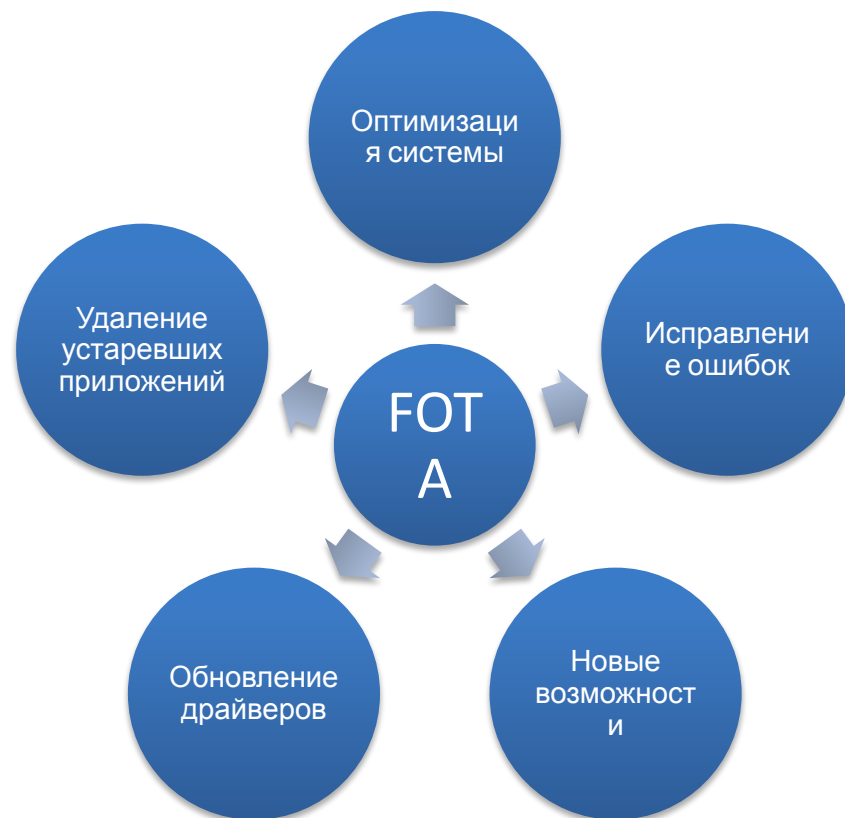 Оптимизаци
я системы
Удаление
устаревших
приложений
Исправлени
е ошибок
FOT
A
Обновление
драйверов
Новые
возможност
и